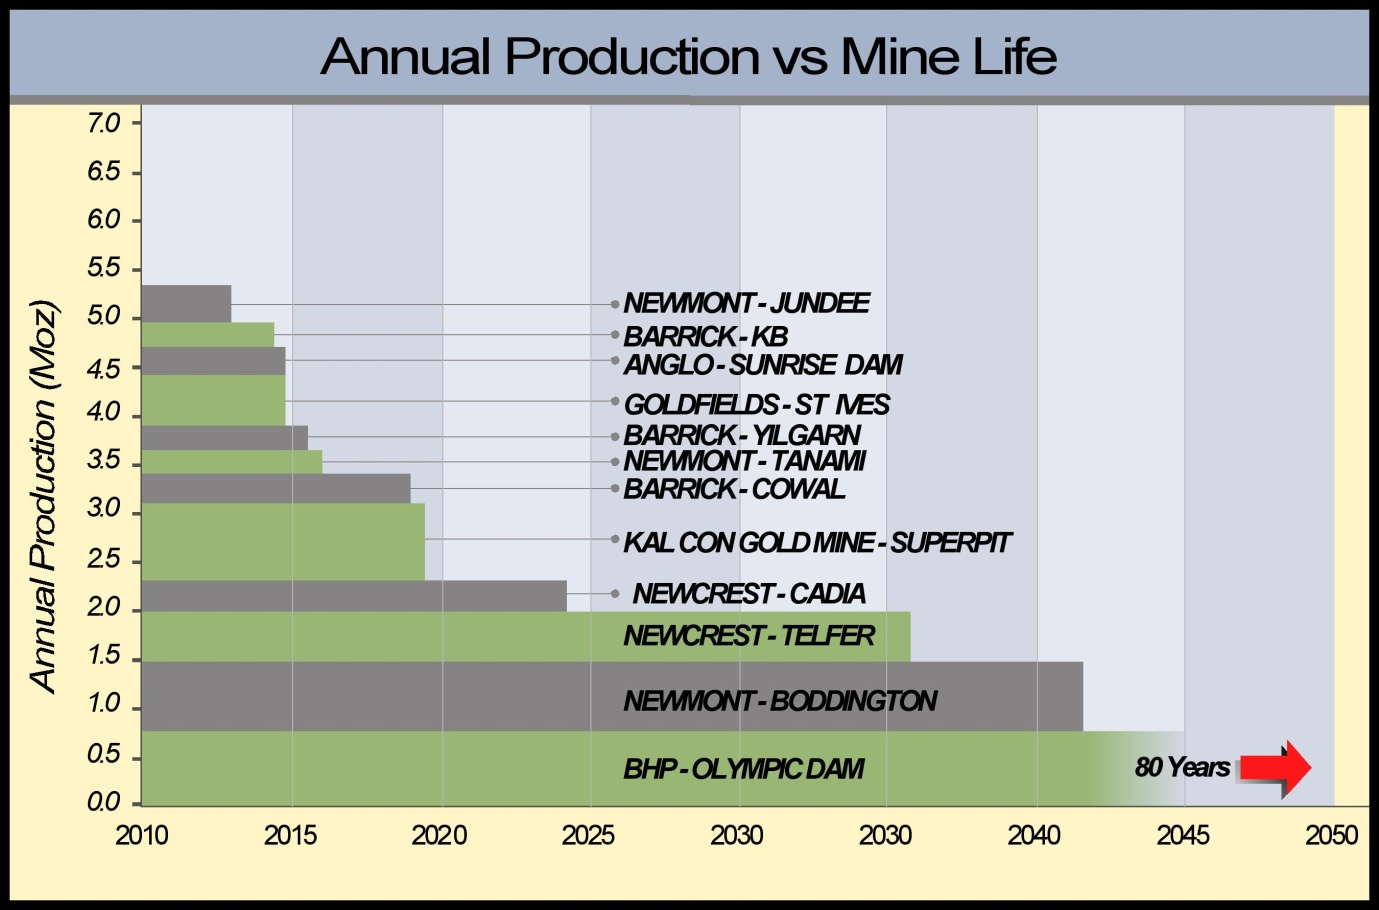 Annual Production vs Mine Life
Annual Production (Moz)
7.0
6.5
6.0
5.5
5.0
4.5
4.0
3.5
3.0
2.5
2.0
1.5
1.0
0.5
0.0
NEWMONT - JUNDEE
BARRICK - KB
ANGLO - SUNRISE DAM
GOLDFIELDS - ST IVES
BARRICK - YILGARN
NEWMONT - TANAMI
BARRICK - COWAL
KAL CON GOLD MINE - SUPERPIT
NEWCREST - CADIA
NEWCREST - TELFER
NEWMONT - BODDINGTON
BHP - OLYMPIC DAM
80 Years
2010 2015 2020 2025 2030 2030 2040 2045 2050